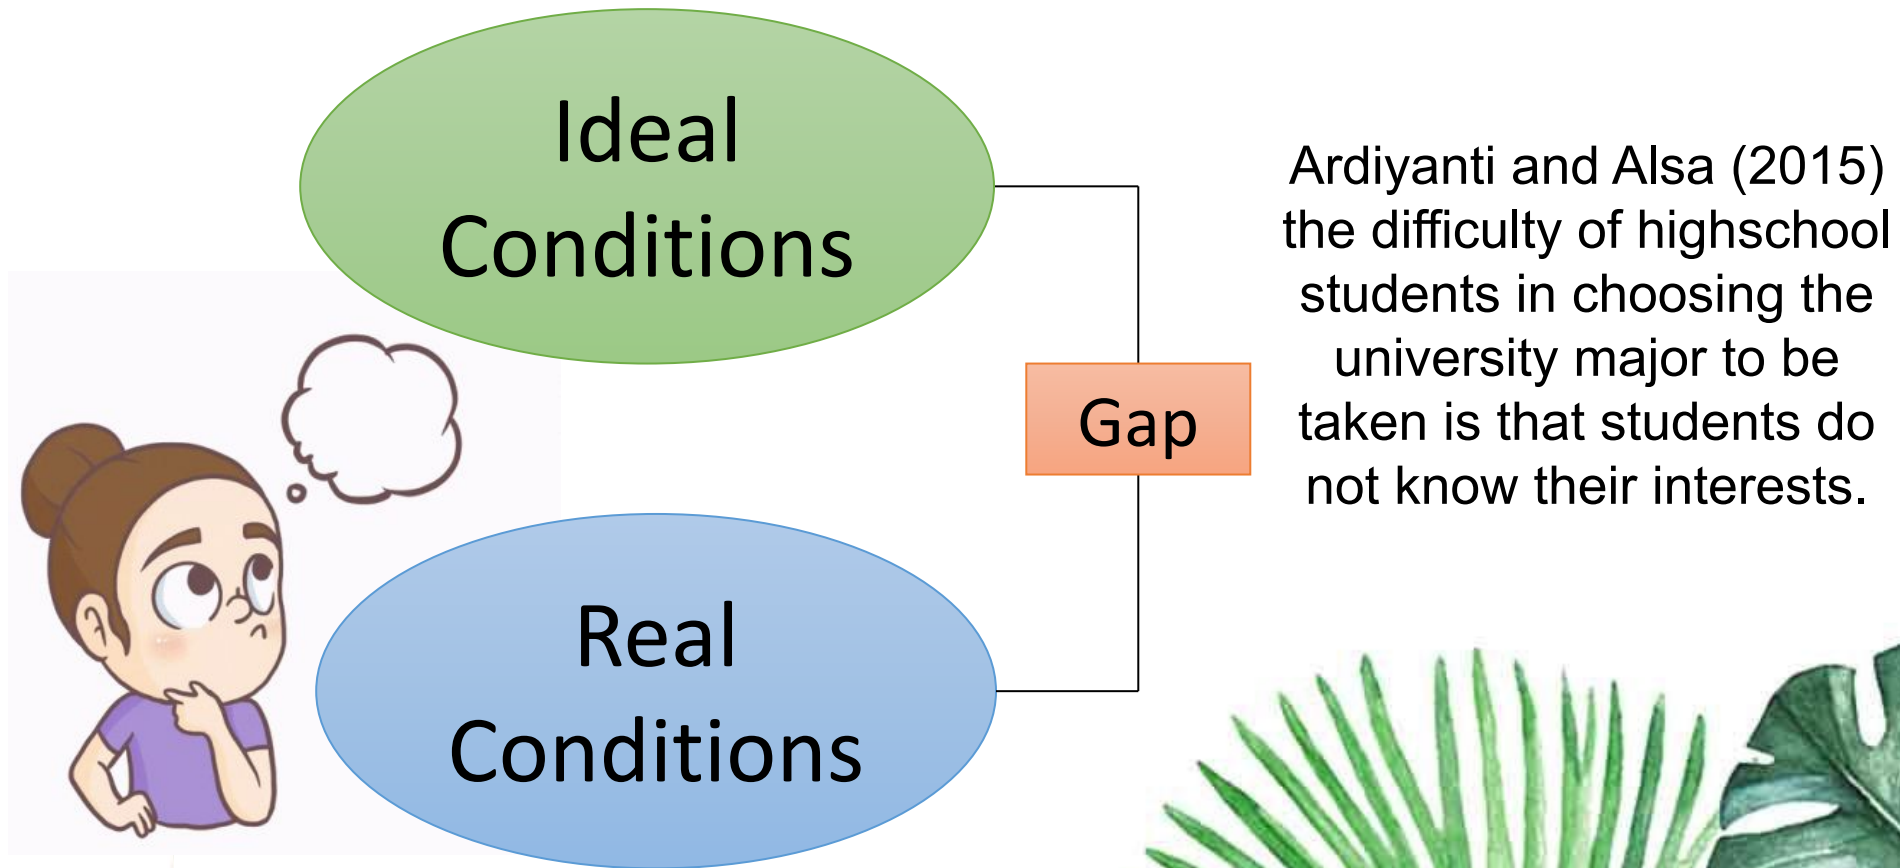 Ideal
Conditions
Ardiyanti and Alsa (2015)
the difficulty of highschool
students in choosing the
university major to be
taken is that students do
not know their interests.
Gap
Real
Conditions